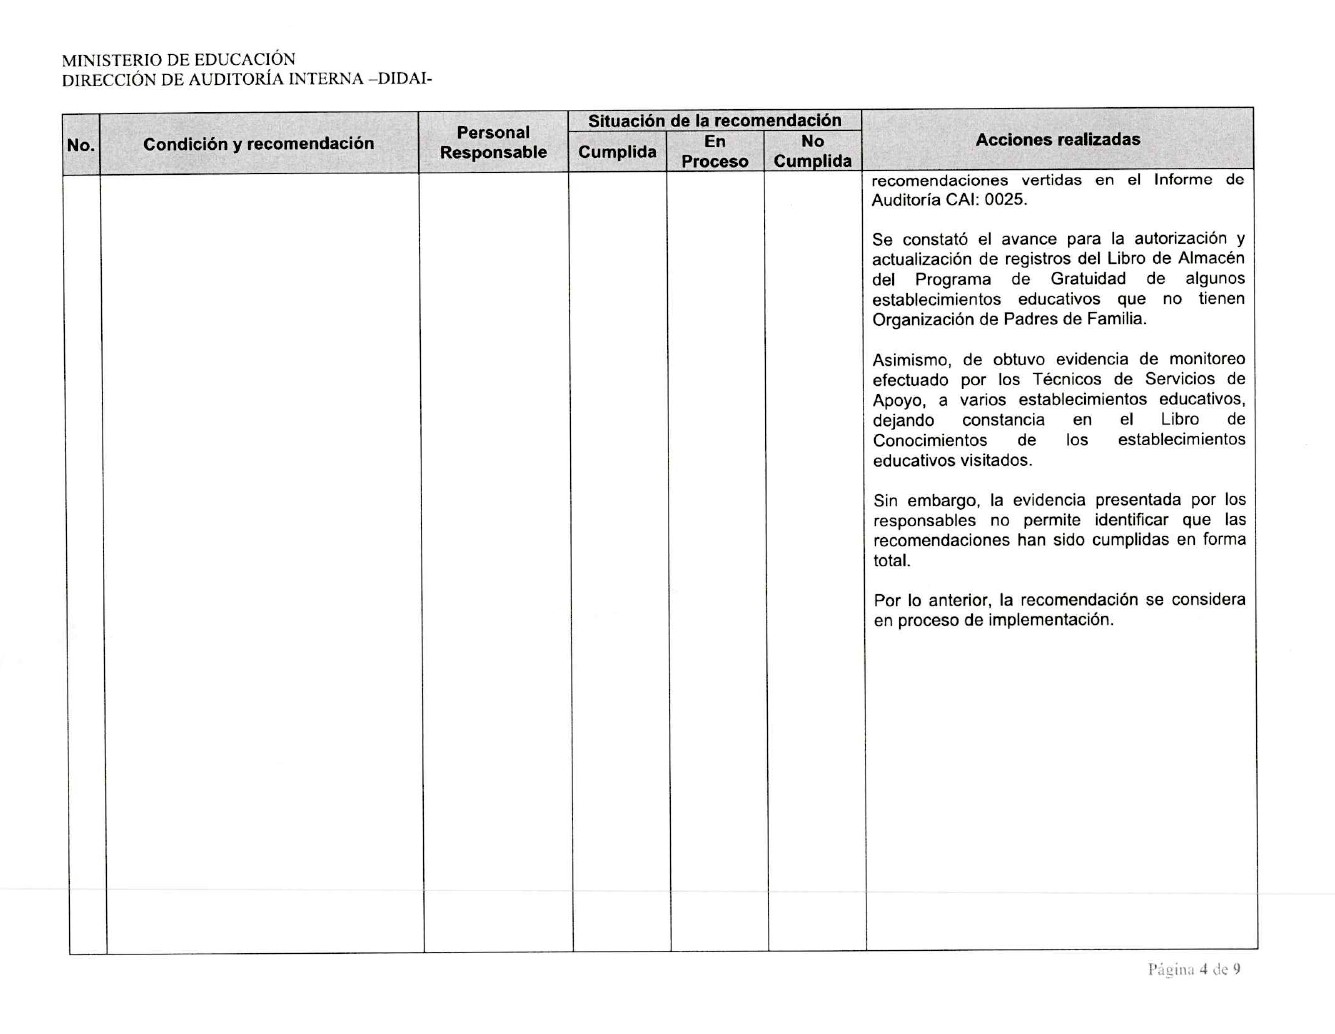 MINISTERIO DE EDUCACIÓN
DIRECCIÓN DE AUDITORÍA INTERNA –DIDAI-
No.
Condición y recomendación
Personal
Responsable
Situación de la recomendación
Cumplida
En
Proceso
No
Cumplida
Acciones realizadas
recomendaciones vertidas en el Informe de
Auditoría CAI: 0025.
Se constató el avance para la autorización y
actualización de registros del Libro de Almacén
del Programa de Gratuidad de algunos
establecimientos educativos que no tienen
Organización de Padres de Familia.
Asimismo, de obtuvo evidencia de monitoreo
efectuado por los Técnicos de Servicios de
Apoyo, a varios establecimientos educativos,
dejando constancia en el Libro de
Conocimientos de los establecimientos
educativos visitados.
Sin embargo, la evidencia presentada por los
responsables no permite identificar que las
recomendaciones han sido cumplidas en forma
total.
Por lo anterior, la recomendación se considera
en proceso de implementación.
Página 4 de 9